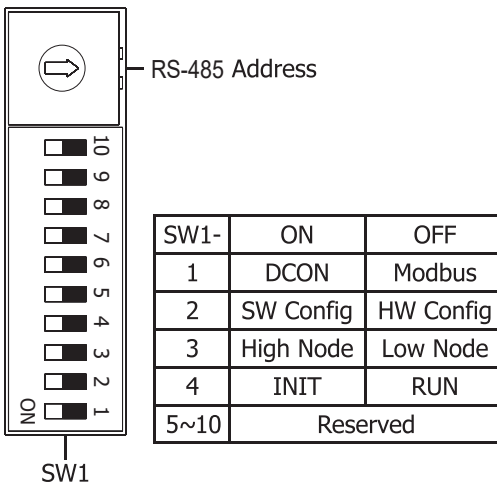 RS-485 Address
10
9
8
7
6
5
4
3
2
1
ON
SW1
SW1- ON OFF
1 DCON Modbus
2 SW Config HW Config
3 High Node Low Node
4 INIT RUN
5~10 Reserved